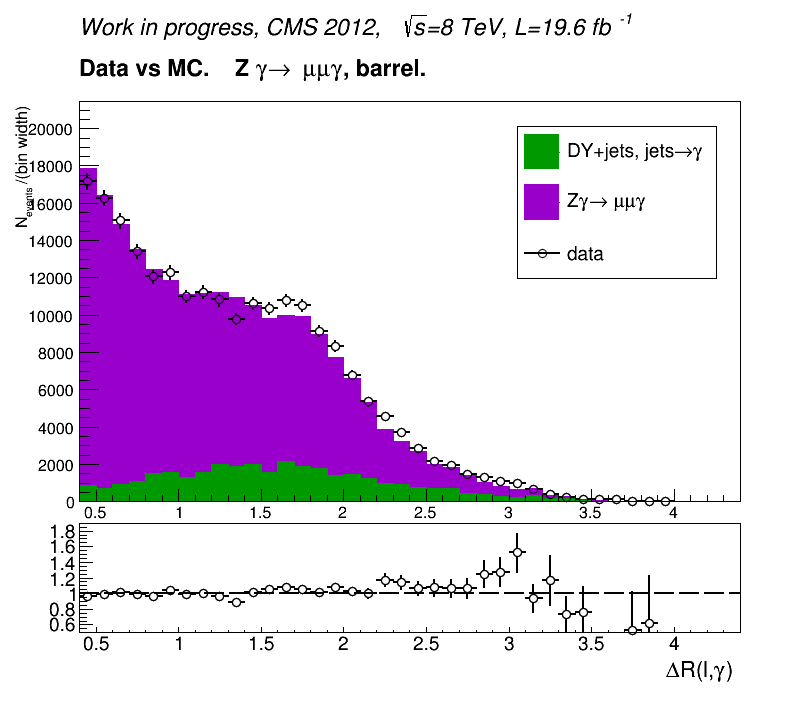 Work in progress, CMS 2012, √s=8 TeV, L=19.6 fb⁻¹
Data vs MC. Z γ→ μμγ, barrel.
N_events/(bin width)
20000
18000
16000
14000
12000
10000
8000
6000
4000
2000
0
DY+jets, jets→γ
Zγ→ μμγ
data
0.5 1 1.5 2 2.5 3 3.5 4
1.8
1.6
1.4
1.2
1
0.8
0.6
0.5 1 1.5 2 2.5 3 3.5 4
ΔR(l,γ)